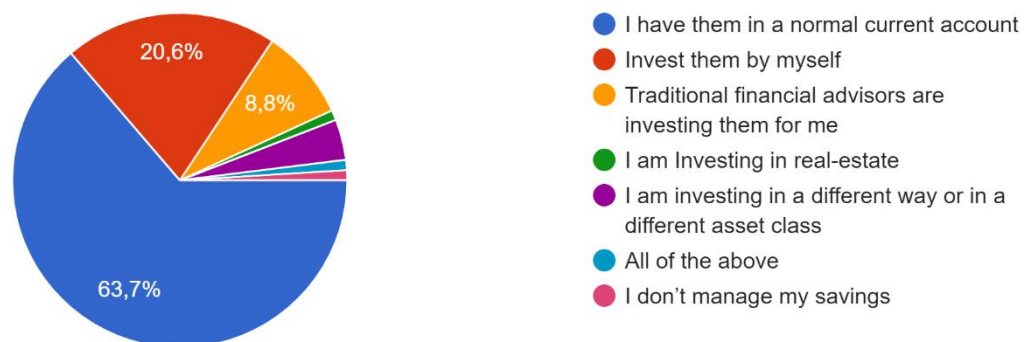 20,6%
8,8%
63,7%
I have them in a normal current account
Invest them by myself
Traditional financial advisors are
investing them for me
I am Investing in real-estate
I am investing in a different way or in a
different asset class
All of the above
I don’t manage my savings